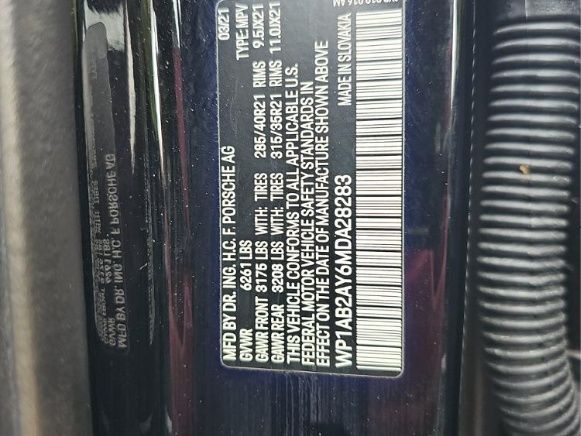 MFD BY DR. ING. H.C. F. PORSCHE AG 03/21
GVWR 6261 LBS TYPE: MPV
GAWR FRONT 3175 LBS WITH: TIRES 285/40R21 RIMS 9.5JX21
GAWR REAR 3208 LBS WITH: TIRES 315/35R21 RIMS 11.0JX21
THIS VEHICLE CONFORMS TO ALL APPLICABLE U.S.
FEDERAL MOTOR VEHICLE SAFETY STANDARDS IN
EFFECT ON THE DATE OF MANUFACTURE SHOWN ABOVE
WP1AB2AY6MDA28283 MADE IN SLOVAKIA